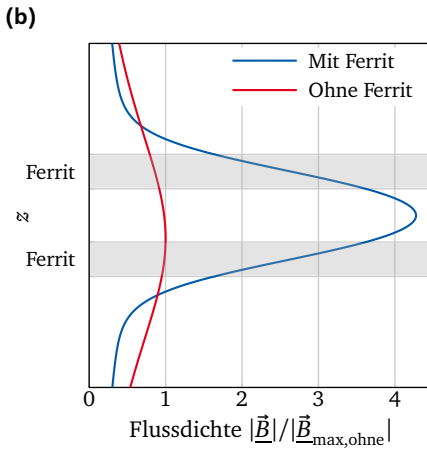 (b)
Mit Ferrit
Ohne Ferrit
Ferrit
z
Ferrit
0 1 2 3 4
Flussdichte |B⃗|/|B⃗max,ohne|